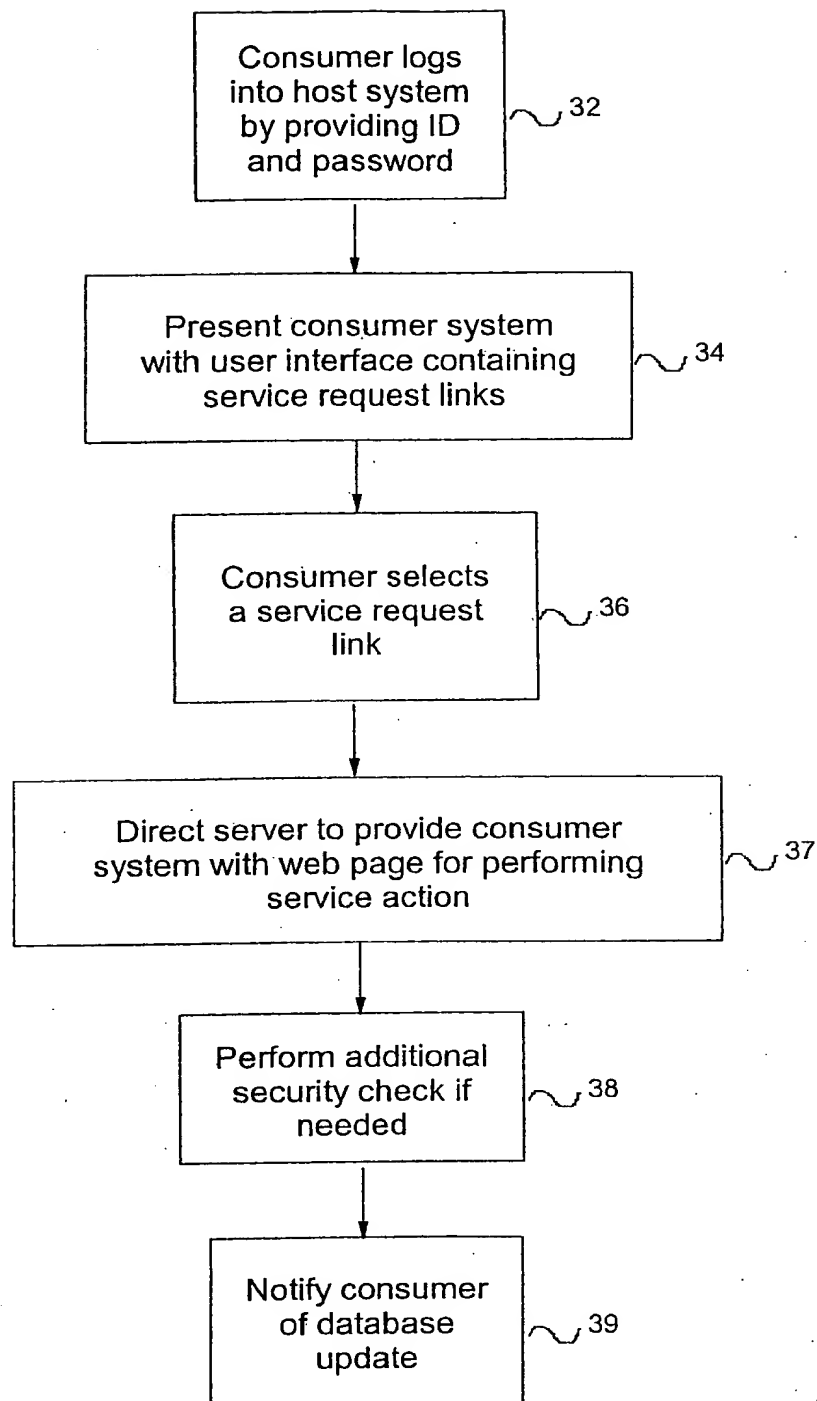 Consumer logs
into host system
by providing ID
and password
32
Present consumer system
with user interface containing
service request links
34
Consumer selects
a service request
link
36
Direct server to provide consumer
system with web page for performing
service action
37
Perform additional
security check if
needed
38
Notify consumer
of database
update
39